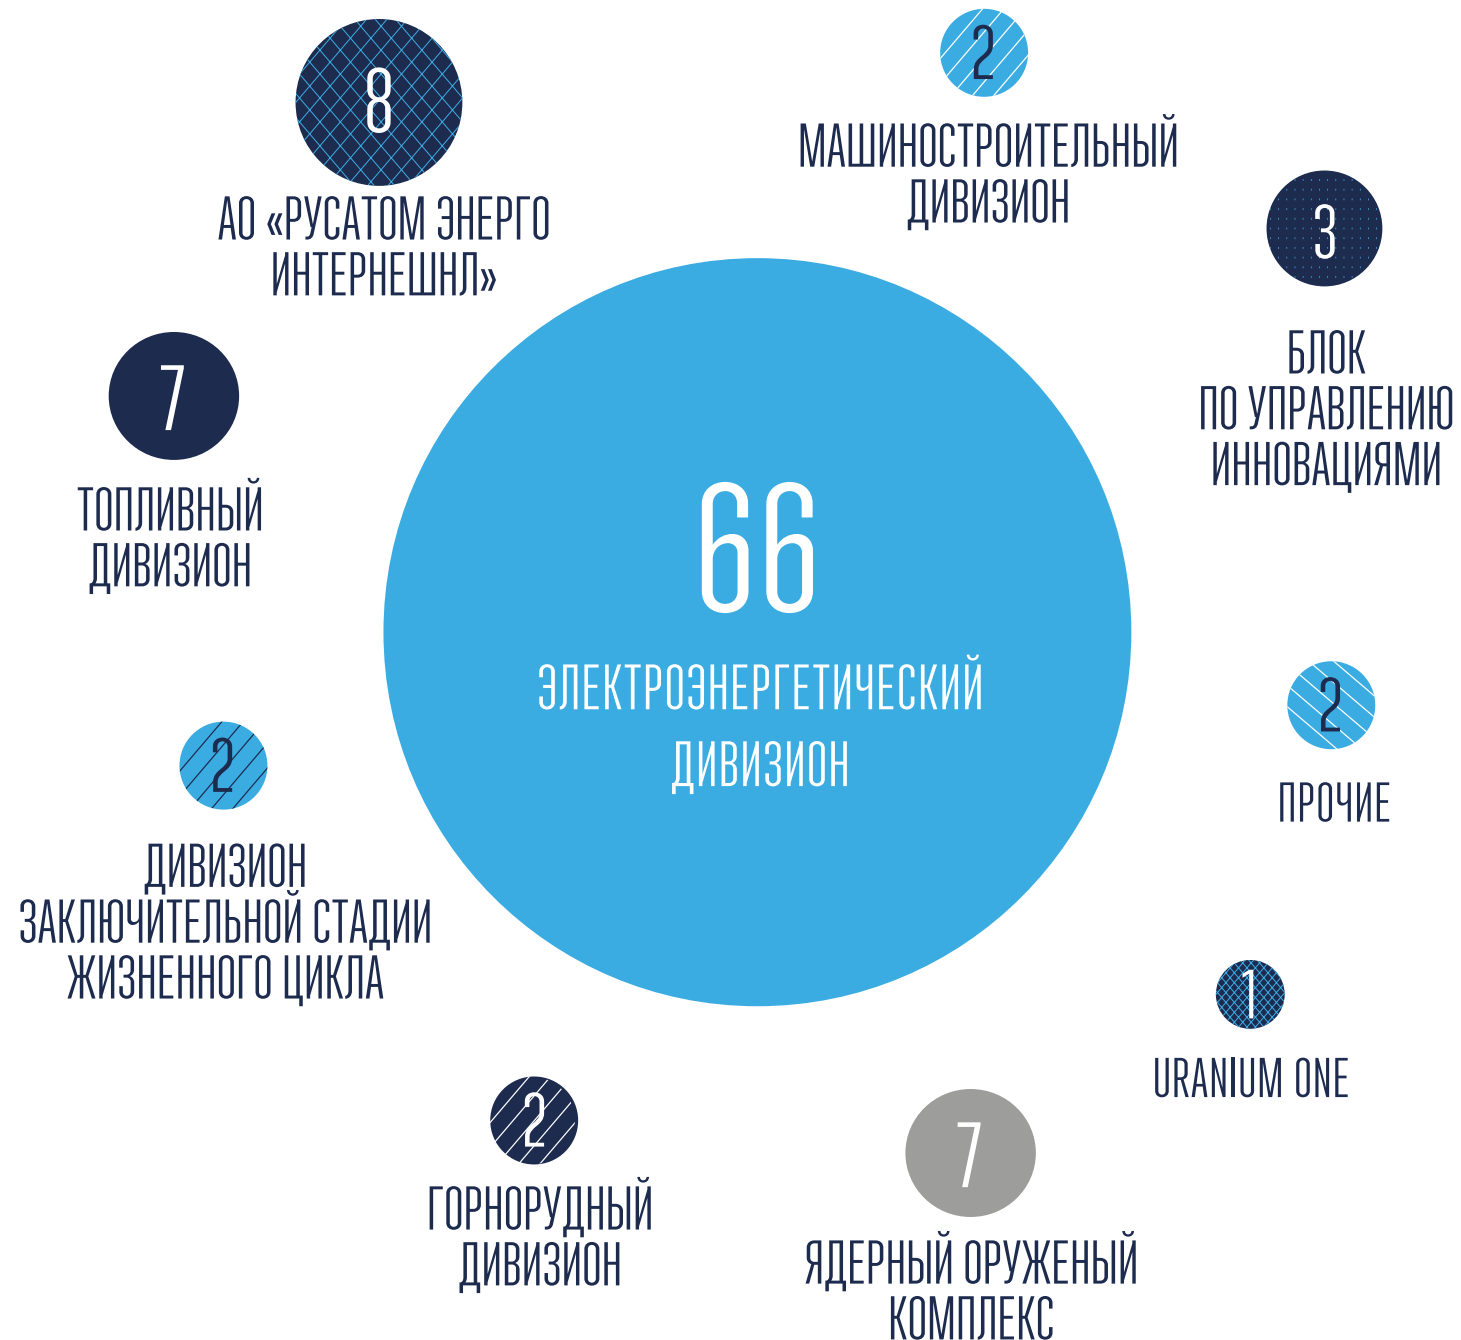 8
АО «РУСАТОМ ЭНЕРГО
ИНТЕРНЕШНЛ»
2
МАШИНОСТРОИТЕЛЬНЫЙ
ДИВИЗИОН
3
БЛОК
ПО УПРАВЛЕНИЮ
ИННОВАЦИЯМИ
7
ТОПЛИВНЫЙ
ДИВИЗИОН
66
ЭЛЕКТРОЭНЕРГЕТИЧЕСКИЙ
ДИВИЗИОН
2
ПРОЧИЕ
2
ДИВИЗИОН
ЗАКЛЮЧИТЕЛЬНОЙ СТАДИИ
ЖИЗНЕННОГО ЦИКЛА
1
URANIUM ONE
2
ГОРНОРУДНЫЙ
ДИВИЗИОН
7
ЯДЕРНЫЙ ОРУЖЕНЫЙ
КОМПЛЕКС